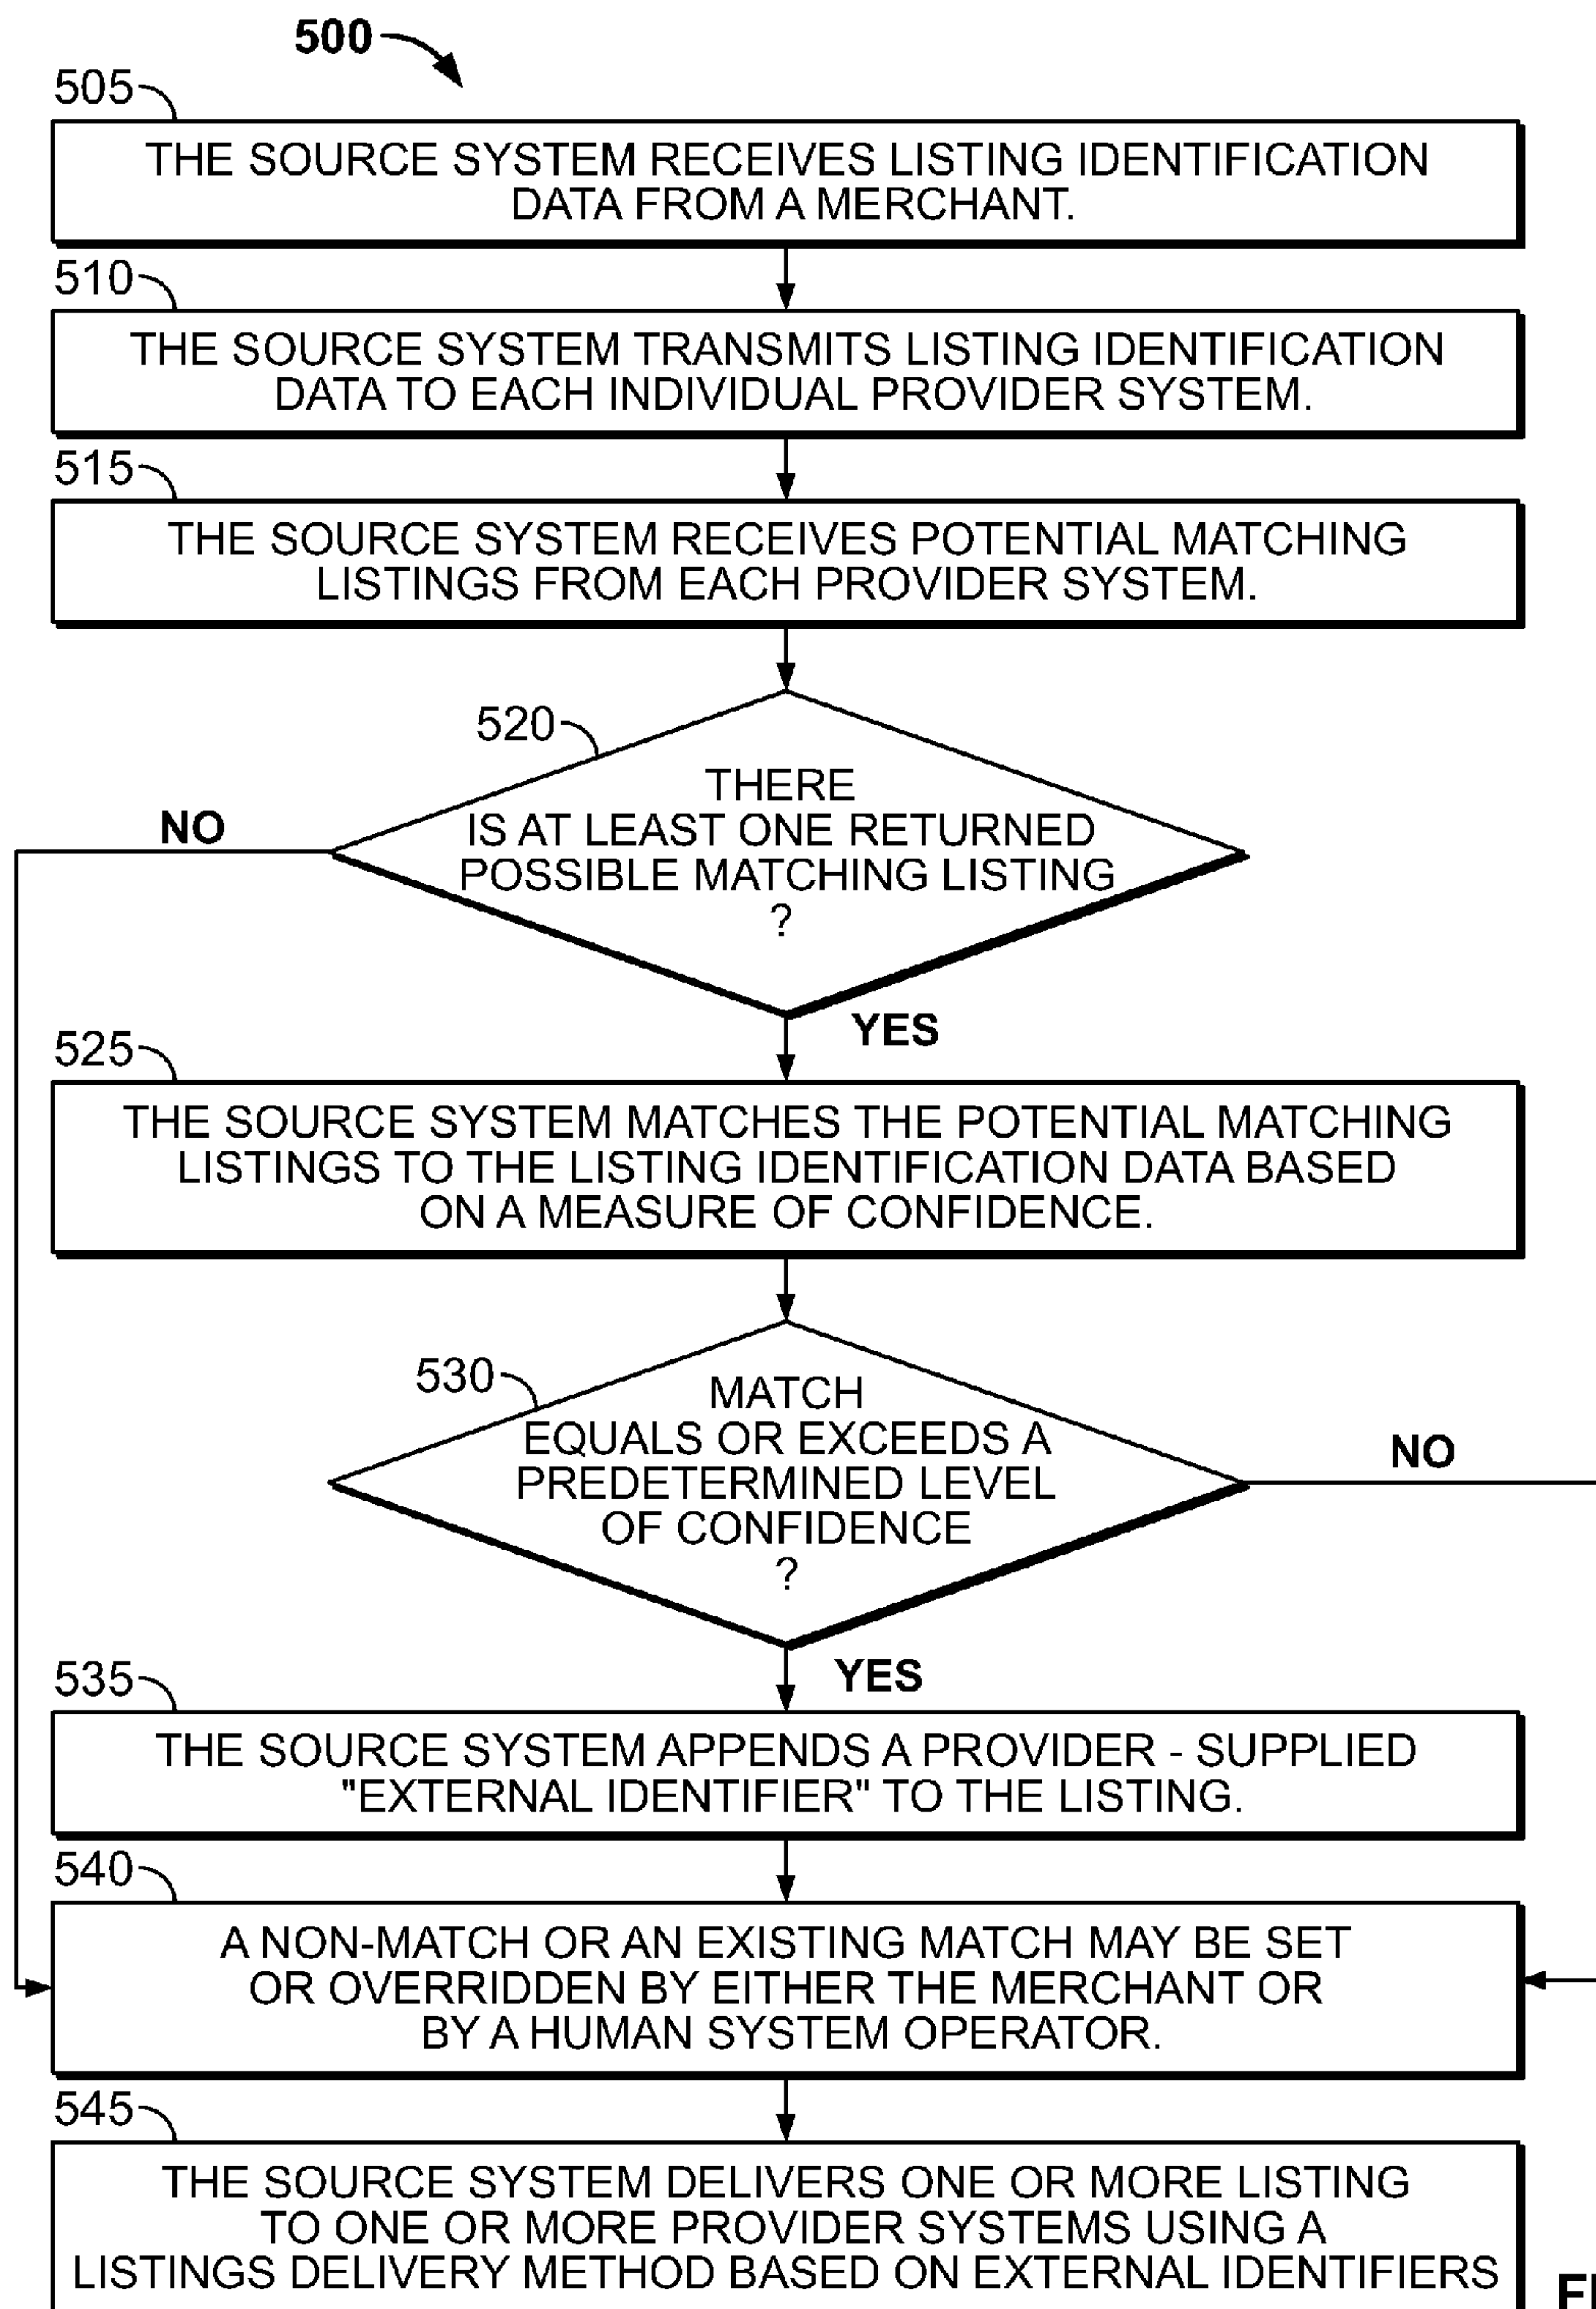 500
505
THE SOURCE SYSTEM RECEIVES LISTING IDENTIFICATION
DATA FROM A MERCHANT.
510
THE SOURCE SYSTEM TRANSMITS LISTING IDENTIFICATION
DATA TO EACH INDIVIDUAL PROVIDER SYSTEM.
515
THE SOURCE SYSTEM RECEIVES POTENTIAL MATCHING
LISTINGS FROM EACH PROVIDER SYSTEM.
520
THERE
IS AT LEAST ONE RETURNED
POSSIBLE MATCHING LISTING
?
NO
YES
525
THE SOURCE SYSTEM MATCHES THE POTENTIAL MATCHING
LISTINGS TO THE LISTING IDENTIFICATION DATA BASED
ON A MEASURE OF CONFIDENCE.
530
MATCH
EQUALS OR EXCEEDS A
PREDETERMINED LEVEL
OF CONFIDENCE
?
NO
YES
535
THE SOURCE SYSTEM APPENDS A PROVIDER - SUPPLIED
"EXTERNAL IDENTIFIER" TO THE LISTING.
540
A NON-MATCH OR AN EXISTING MATCH MAY BE SET
OR OVERRIDDEN BY EITHER THE MERCHANT OR
BY A HUMAN SYSTEM OPERATOR.
545
THE SOURCE SYSTEM DELIVERS ONE OR MORE LISTING
TO ONE OR MORE PROVIDER SYSTEMS USING A
LISTINGS DELIVERY METHOD BASED ON EXTERNAL IDENTIFIERS